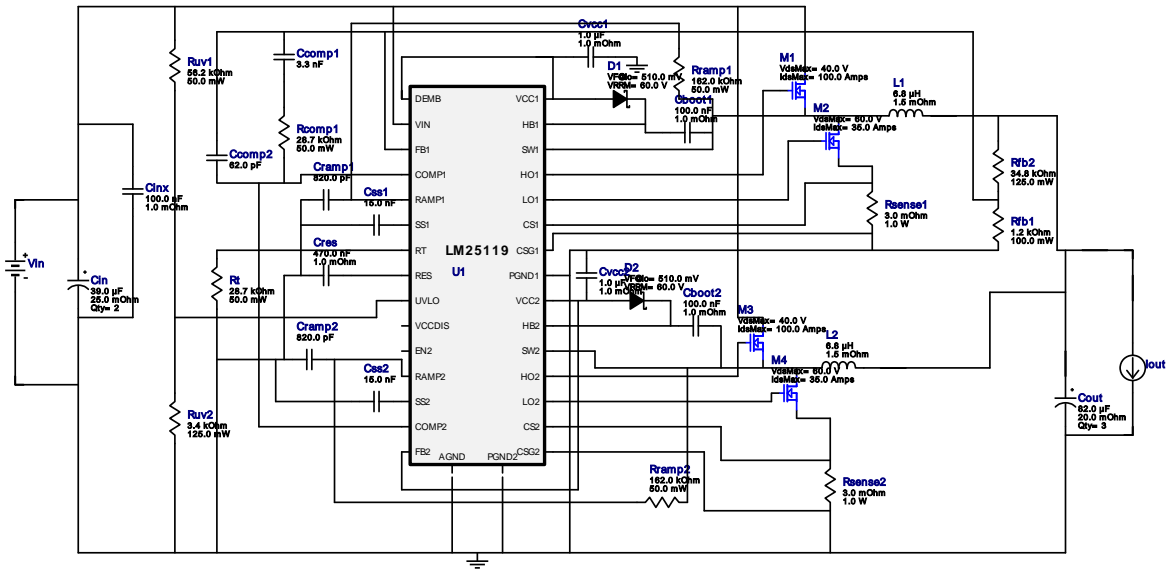 Cvcc1
1.0 µF
1.0 mOhm
Ruv1
56.2 kOhm
50.0 mW
Ccomp1
3.3 nF
D1
VRRM= 60.0 V
Rramp1
162.0 kOhm
50.0 mW
M1
VdsMax= 40.0 V
IdsMax= 100.0 Amps
L1
6.8 µH
1.5 mOhm
Cboot1
100.0 nF
1.0 mOhm
M2
VdsMax= 60.0 V
IdsMax= 35.0 Amps
Rcomp1
28.7 kOhm
50.0 mW
Ccomp2
62.0 pF
Cramp1
820.0 pF
Css1
15.0 nF
Cinx
100.0 nF
1.0 mOhm
Rfb2
34.8 kOhm
125.0 mW
Rsense1
3.0 mOhm
1.0 W
Rfb1
1.2 kOhm
100.0 mW
Vin
Cin
39.0 µF
25.0 mOhm
Qty= 2
Rt
28.7 kOhm
50.0 mW
Cres
470.0 nF
1.0 mOhm
LM25119
U1
DEMB
VIN
FB1
COMP1
RAMP1
SS1
RT
RES
UVLO
VCCDIS
EN2
RAMP2
SS2
COMP2
FB2
AGND
PGND2
VCC1
HB1
SW1
HO1
LO1
CS1
CSG1
PGND1
VCC2
HB2
SW2
HO2
LO2
CS2
CSG2
D2
510.0 mV
VRRM= 60.0 V
1.0 µF
Cboot2
100.0 nF
1.0 mOhm
M3
VdsMax= 40.0 V
IdsMax= 100.0 Amps
L2
6.8 µH
1.5 mOhm
M4
VdsMax= 60.0 V
IdsMax= 35.0 Amps
Cramp2
820.0 pF
Css2
15.0 nF
Ruv2
3.4 kOhm
125.0 mW
Rramp2
162.0 kOhm
50.0 mW
Rsense2
3.0 mOhm
1.0 W
Iout
Cout
82.0 µF
20.0 mOhm
Qty= 3